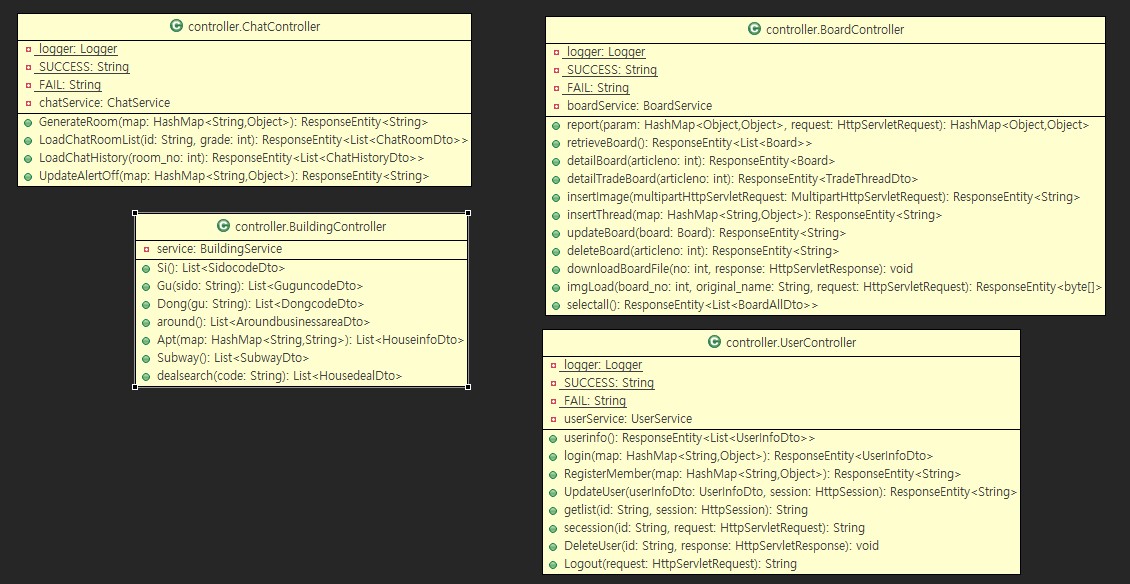 controller.ChatController
logger: Logger
SUCCESS: String
FAIL: String
chatService: ChatService
GenerateRoom(map: HashMap<String,Object>): ResponseEntity<String>
LoadChatRoomList(id: String, grade: int): ResponseEntity<List<ChatRoomDto>>
LoadChatHistory(room_no: int): ResponseEntity<List<ChatHistoryDto>>
UpdateAlertOff(map: HashMap<String,Object>): ResponseEntity<String>
controller.BuildingController
service: BuildingService
Si(): List<SidocodeDto>
Gu(sido: String): List<GuguncodeDto>
Dong(gu: String): List<DongcodeDto>
around(): List<AroundbusinessareaDto>
Apt(map: HashMap<String,String>): List<HouseinfoDto>
Subway(): List<SubwayDto>
dealsearch(code: String): List<HousedealDto>
controller.BoardController
logger: Logger
SUCCESS: String
FAIL: String
boardService: BoardService
report(param: HashMap<Object,Object>, request: HttpServletRequest): HashMap<Object,Object>
retrieveBoard(): ResponseEntity<List<Board>>
detailBoard(articleno: int): ResponseEntity<Board>
detailTradeBoard(articleno: int): ResponseEntity<TradeThreadDto>
insertImage(multipartHttpServletRequest: MultipartHttpServletRequest): ResponseEntity<String>
insertThread(map: HashMap<String,Object>): ResponseEntity<String>
updateBoard(board: Board): ResponseEntity<String>
deleteBoard(articleno: int): ResponseEntity<String>
downloadBoardFile(no: int, response: HttpServletResponse): void
imgLoad(board_no: int, original_name: String, request: HttpServletRequest): ResponseEntity<byte[]>
selectall(): ResponseEntity<List<BoardAllDto>>
controller.UserController
logger: Logger
SUCCESS: String
FAIL: String
userService: UserService
userinfo(): ResponseEntity<List<UserInfoDto>>
login(map: HashMap<String,Object>): ResponseEntity<UserInfoDto>
RegisterMember(map: HashMap<String,Object>): ResponseEntity<String>
UpdateUser(userInfoDto: UserInfoDto, session: HttpSession): ResponseEntity<String>
getlist(id: String, session: HttpSession): String
secession(id: String, request: HttpServletRequest): String
DeleteUser(id: String, response: HttpServletResponse): void
Logout(request: HttpServletRequest): String